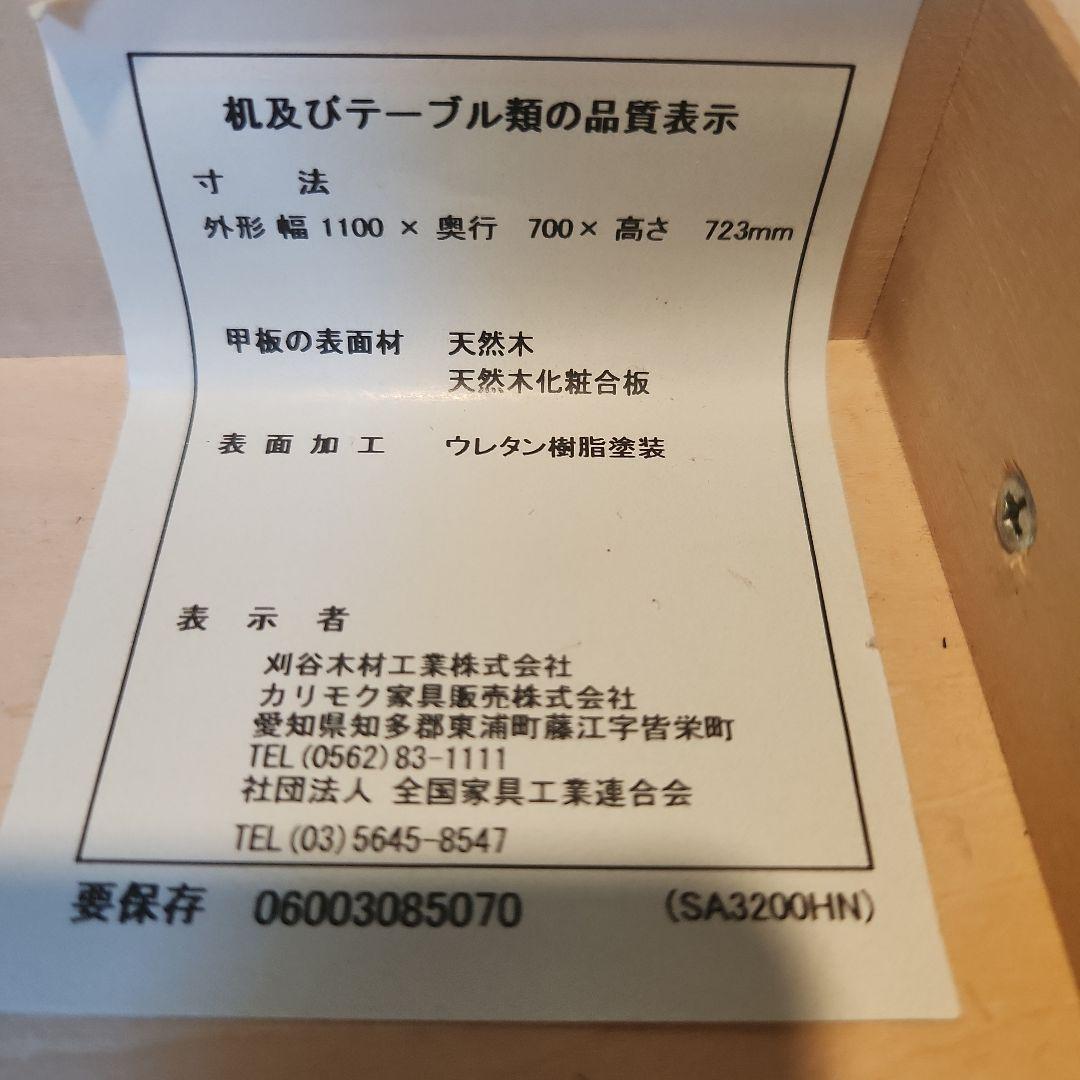 机及びテーブル類の品質表示
寸 法
外形 幅 1100 × 奥行 700× 高さ 723mm
甲板の表面材 天然木
天然木化粧合板
表面加工 ウレタン樹脂塗装
表示者
刈谷木材工業株式会社
カリモク家具販売株式会社
愛知県知多郡東浦町藤江字皆栄町
TEL(0562)83-1111
社団法人 全国家具工業連合会
TEL(03)5645-8547
要保存 06003085070 (SA3200HN)